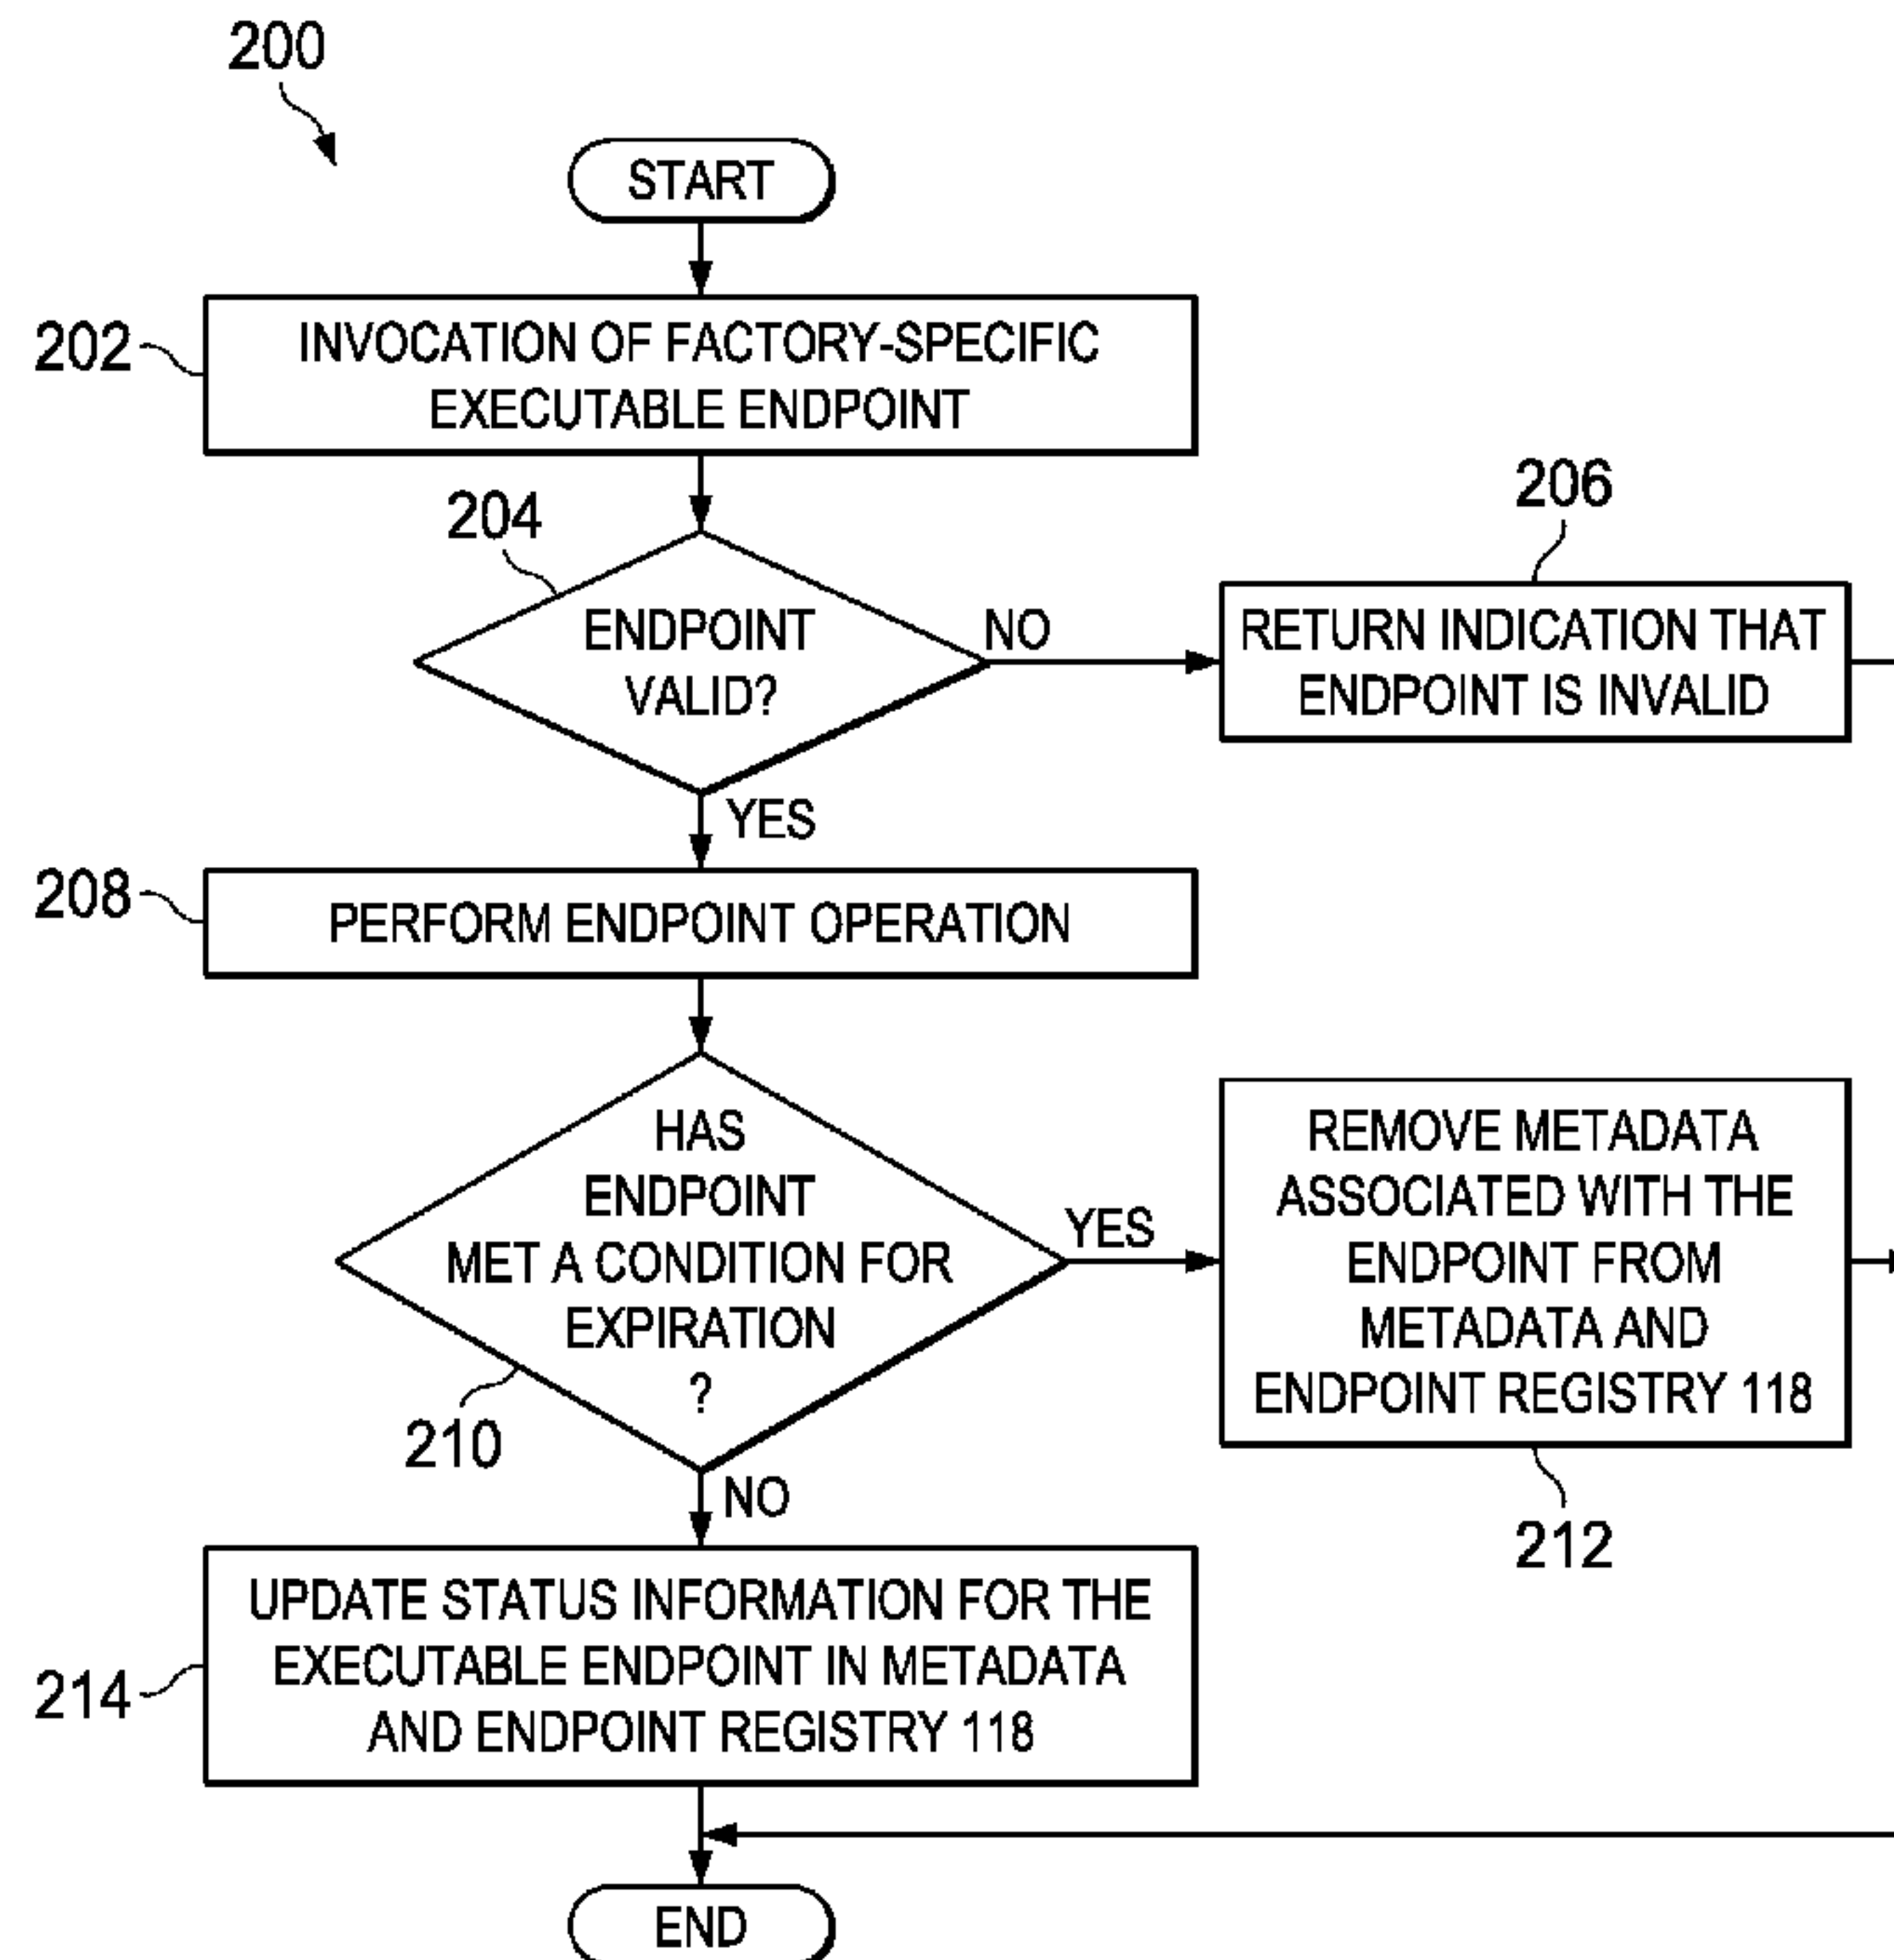 200
START
202
INVOCATION OF FACTORY-SPECIFIC
EXECUTABLE ENDPOINT
204
ENDPOINT
VALID?
NO
206
RETURN INDICATION THAT
ENDPOINT IS INVALID
YES
208
PERFORM ENDPOINT OPERATION
HAS
ENDPOINT
MET A CONDITION FOR
EXPIRATION
?
210
YES
REMOVE METADATA
ASSOCIATED WITH THE
ENDPOINT FROM
METADATA AND
ENDPOINT REGISTRY 118
212
NO
214
UPDATE STATUS INFORMATION FOR THE
EXECUTABLE ENDPOINT IN METADATA
AND ENDPOINT REGISTRY 118
END